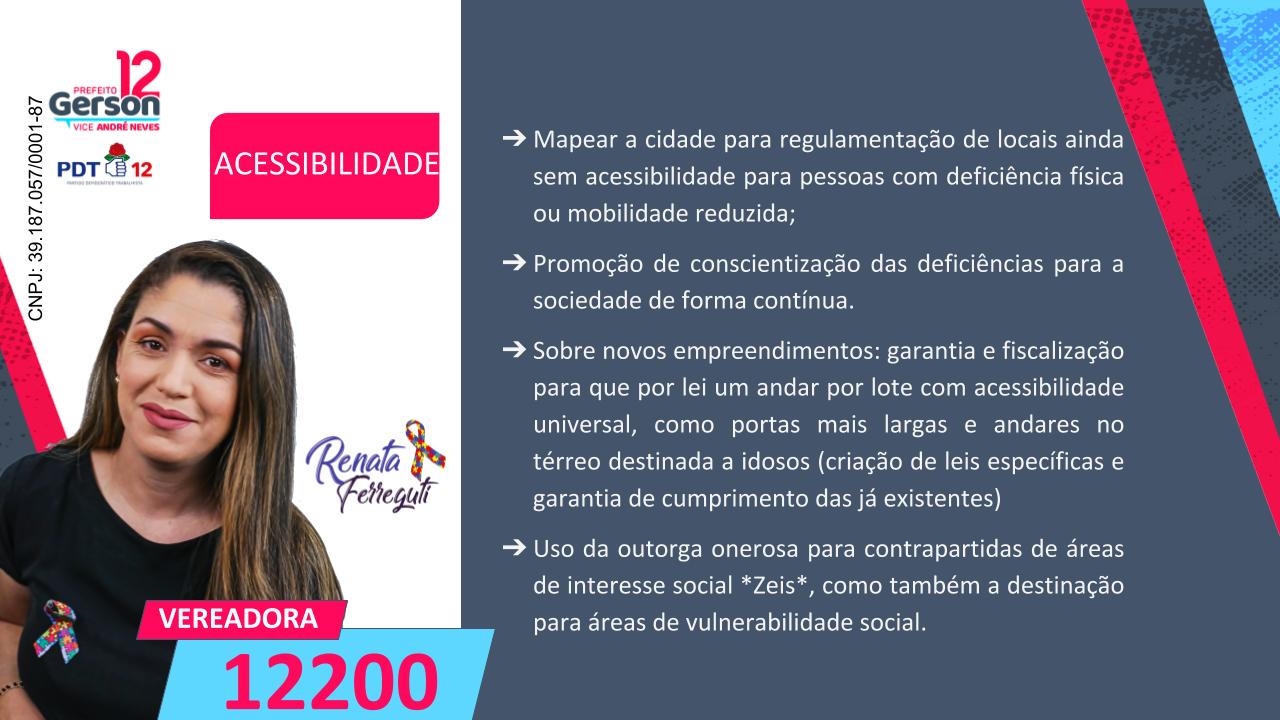 12
PREFEITO
Gerson
VICE ANDRÉ NEVES
PDT 12
PARTIDO DEMOCRÁTICO TRABALHISTA
CNPJ: 39.187.057/0001-87
ACESSIBILIDADE
Renata
Ferreguti
VEREADORA
12200
➔ Mapear a cidade para regulamentação de locais ainda
sem acessibilidade para pessoas com deficiência física
ou mobilidade reduzida;
➔ Promoção de conscientização das deficiências para a
sociedade de forma contínua.
➔ Sobre novos empreendimentos: garantia e fiscalização
para que por lei um andar por lote com acessibilidade
universal, como portas mais largas e andares no
térreo destinada a idosos (criação de leis específicas e
garantia de cumprimento das já existentes)
➔ Uso da outorga onerosa para contrapartidas de áreas
de interesse social *Zeis*, como também a destinação
para áreas de vulnerabilidade social.